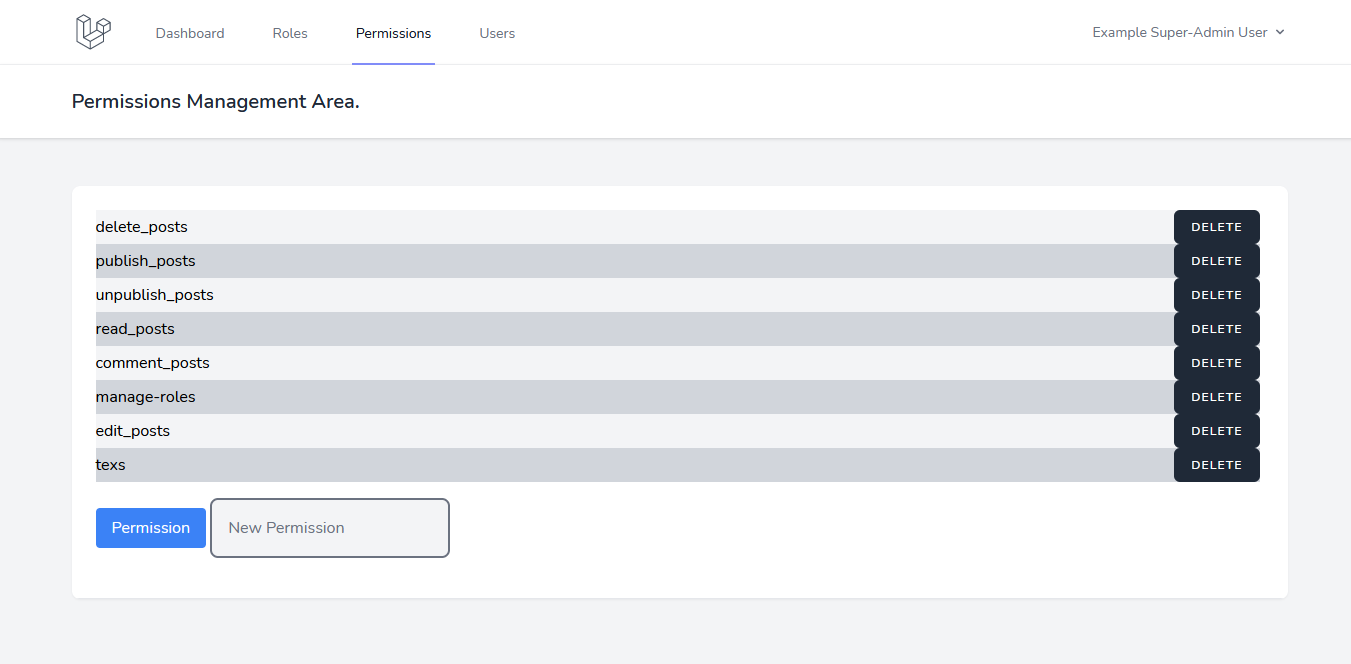 Dashboard Roles Permissions Users Example Super-Admin User
Permissions Management Area.
delete_posts DELETE
publish_posts DELETE
unpublish_posts DELETE
read_posts DELETE
comment_posts DELETE
manage-roles DELETE
edit_posts DELETE
texs DELETE
Permission New Permission